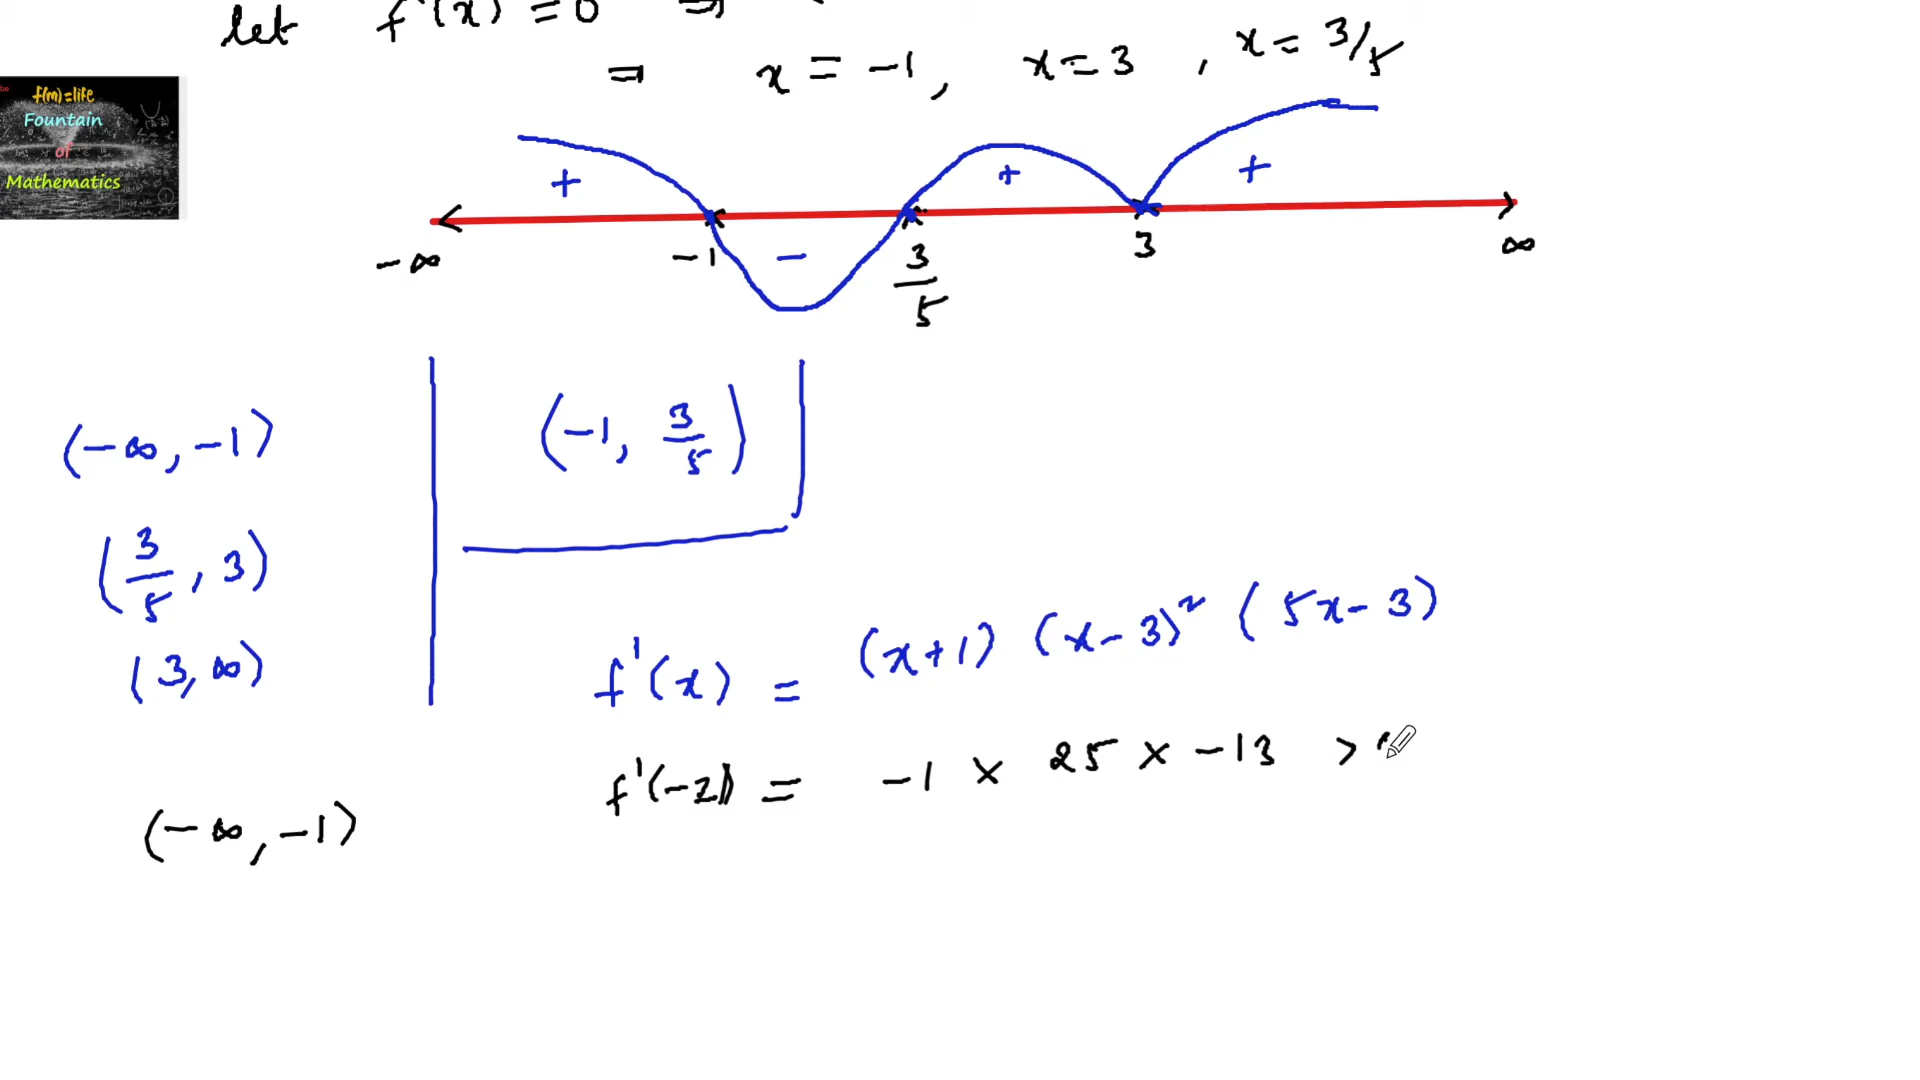 let f'(x) = 0 ⇒
⇒ x = -1, x = 3, x = 3/5
f(m)=life
Fountain
of
Mathematics
+ - + +
-∞ -1 3/5 3 ∞
(-∞, -1) (-1, 3/5)
(3/5, 3)
(3, ∞)
f'(x) = (x+1) (x-3)² (5x-3)
f'(-2) = -1 × 25 × -13 >
(-∞, -1)